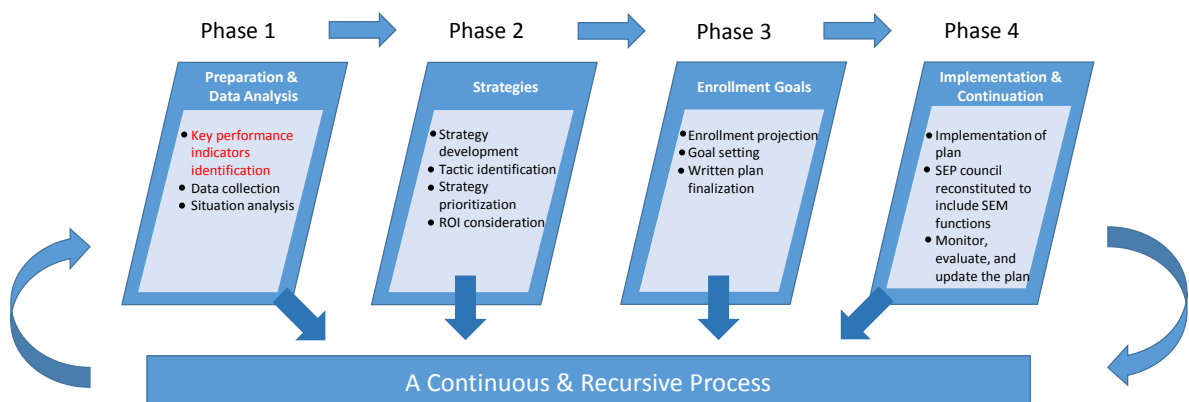 Phase 1
Phase 2
Phase 3
Phase 4
Preparation &
Data Analysis
• Key performance
indicators
identification
• Data collection
• Situation analysis
Strategies
• Strategy
development
• Tactic identification
• Strategy
prioritization
• ROI consideration
Enrollment Goals
• Enrollment projection
• Goal setting
• Written plan
finalization
Implementation &
Continuation
• Implementation of
plan
• SEP council
reconstituted to
include SEM
functions
• Monitor,
evaluate, and
update the plan
A Continuous & Recursive Process